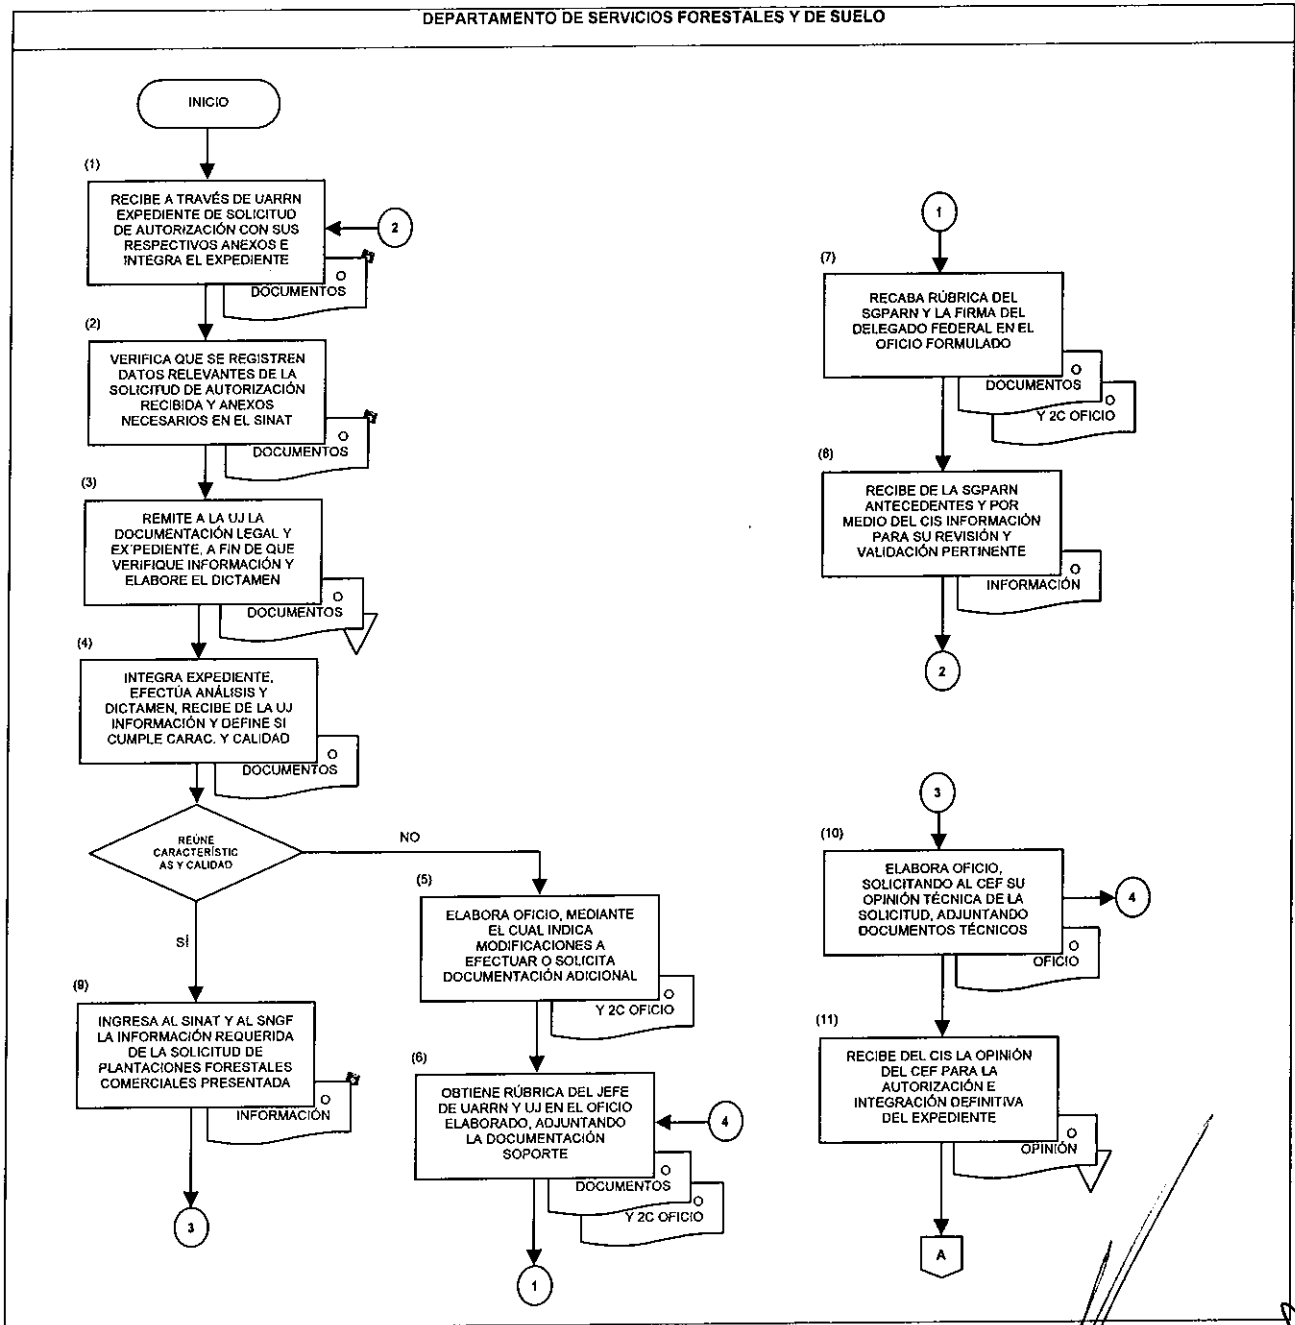 DEPARTAMENTO DE SERVICIOS FORESTALES Y DE SUELO
INICIO
(1)
RECIBE A TRAVÉS DE UARRN
EXPEDIENTE DE SOLICITUD
DE AUTORIZACIÓN CON SUS
RESPECTIVOS ANEXOS E
INTEGRA EL EXPEDIENTE
2
O
DOCUMENTOS
(2)
VERIFICA QUE SE REGISTREN
DATOS RELEVANTES DE LA
SOLICITUD DE AUTORIZACIÓN
RECIBIDA Y ANEXOS
NECESARIOS EN EL SINAT
O
DOCUMENTOS
(3)
REMITE A LA UJ LA
DOCUMENTACIÓN LEGAL Y
EXPEDIENTE, A FIN DE QUE
VERIFIQUE INFORMACIÓN Y
ELABORE EL DICTAMEN
O
DOCUMENTOS
(4)
INTEGRA EXPEDIENTE,
EFECTÚA ANÁLISIS Y
DICTAMEN, RECIBE DE LA UJ
INFORMACIÓN Y DEFINE SI
CUMPLE CARAC. Y CALIDAD
O
DOCUMENTOS
REÚNE
CARACTERÍSTIC
AS Y CALIDAD
NO
SÍ
(9)
INGRESA AL SINAT Y AL SNGF
LA INFORMACIÓN REQUERIDA
DE LA SOLICITUD DE
PLANTACIONES FORESTALES
COMERCIALES PRESENTADA
O
INFORMACIÓN
3
(5)
ELABORA OFICIO, MEDIANTE
EL CUAL INDICA
MODIFICACIONES A
EFECTUAR O SOLICITA
DOCUMENTACIÓN ADICIONAL
O
Y 2C OFICIO
(6)
OBTIENE RÚBRICA DEL JEFE
DE UARRN Y UJ EN EL OFICIO
ELABORADO, ADJUNTANDO
LA DOCUMENTACIÓN
SOPORTE
4
O
DOCUMENTOS
O
Y 2C OFICIO
1
1
(7)
RECABA RÚBRICA DEL
SGPARN Y LA FIRMA DEL
DELEGADO FEDERAL EN EL
OFICIO FORMULADO
O
DOCUMENTOS
O
Y 2C OFICIO
(8)
RECIBE DE LA SGPARN
ANTECEDENTES Y POR
MEDIO DEL CIS INFORMACIÓN
PARA SU REVISIÓN Y
VALIDACIÓN PERTINENTE
O
INFORMACIÓN
2
3
(10)
ELABORA OFICIO,
SOLICITANDO AL CEF SU
OPINIÓN TÉCNICA DE LA
SOLICITUD, ADJUNTANDO
DOCUMENTOS TÉCNICOS
4
O
OFICIO
(11)
RECIBE DEL CIS LA OPINIÓN
DEL CEF PARA LA
AUTORIZACIÓN E
INTEGRACIÓN DEFINITIVA
DEL EXPEDIENTE
O
OPINIÓN
A